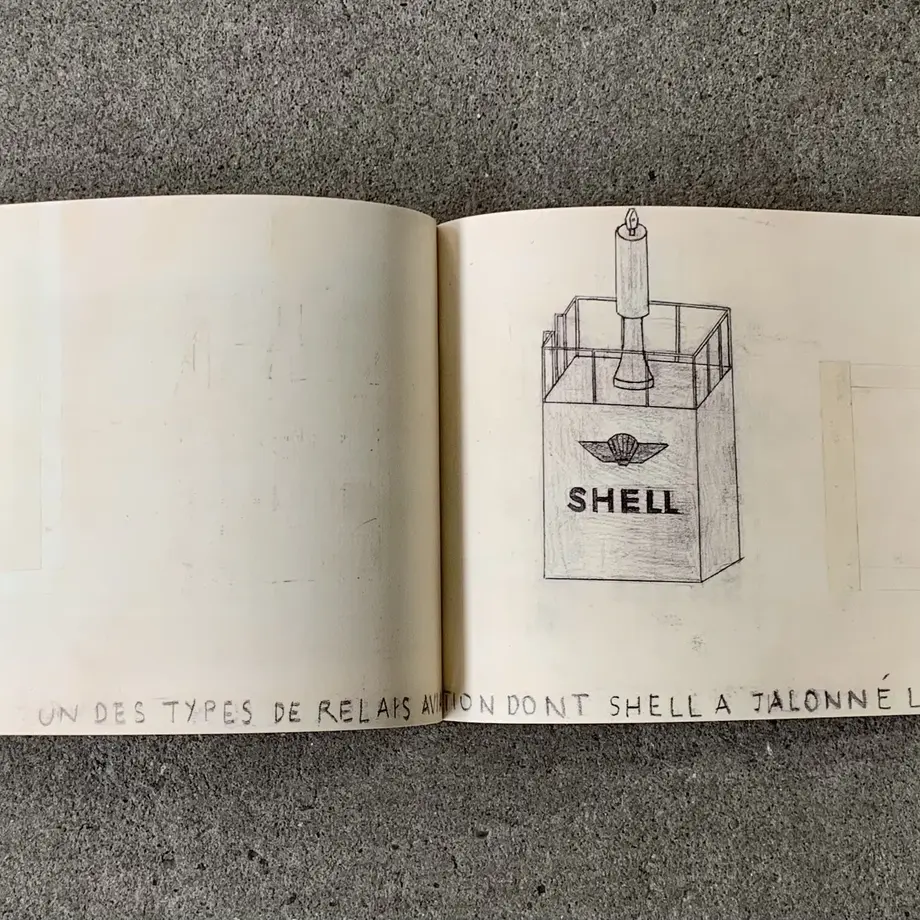 SHELL
UN DES TYPES DE RELAIS AVIATION DONT SHELL A JALONNÉ L